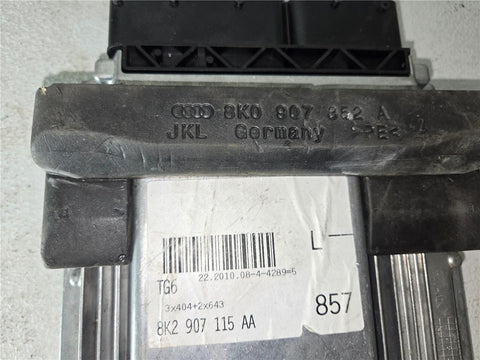 8K0 907 352 A
JKL Germany >PE<
L
22.2010.08-4-4289=6
TG6
3x404+2x643
857
8K2 907 115 AA